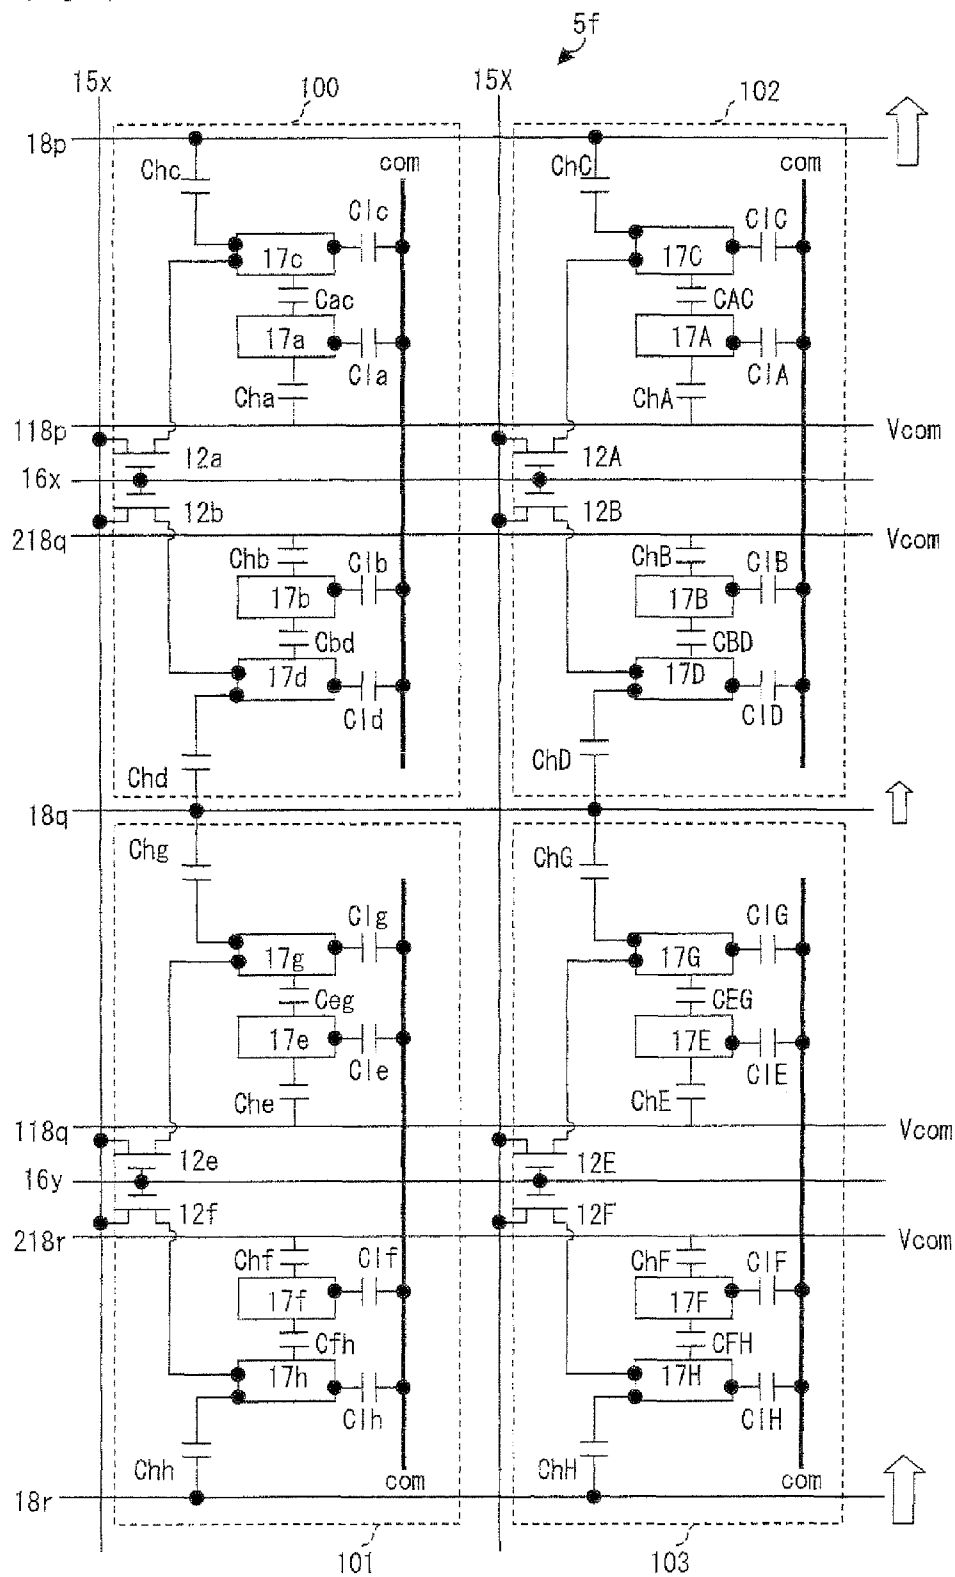 5f
15x
15X
100
102
18p
Chc
com
ChC
com
Clc
ClC
17c
17C
Cac
CAC
17a
17A
Cla
ClA
Cha
ChA
118p
Vcom
12a
12A
16x
12b
12B
218q
Vcom
Chb
Clb
ChB
ClB
17b
17B
Cbd
CBD
17d
17D
Cld
ClD
Chd
ChD
18q
Chg
ChG
Clg
ClG
17g
17G
Ceg
CEG
17e
17E
Cle
ClE
Che
ChE
118q
Vcom
12e
12E
16y
12f
12F
218r
Vcom
Chf
Clf
ChF
ClF
17f
17F
Cfh
CFH
17h
17H
Clh
ClH
Chh
ChH
com
com
18r
101
103